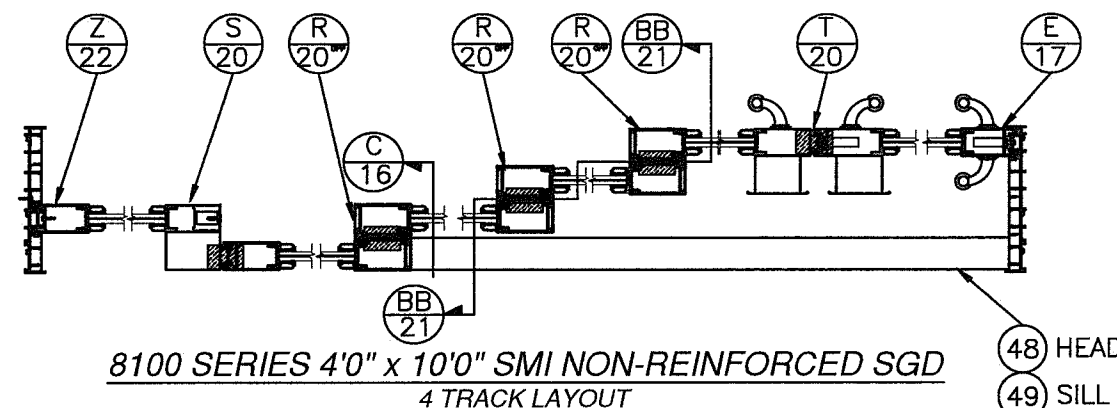 Z
22
S
20
R
20
R
20
R
20
BB
21
T
20
E
17
C
16
BB
21
48 HEAD
49 SILL
8100 SERIES 4'0" x 10'0" SMI NON-REINFORCED SGD
4 TRACK LAYOUT